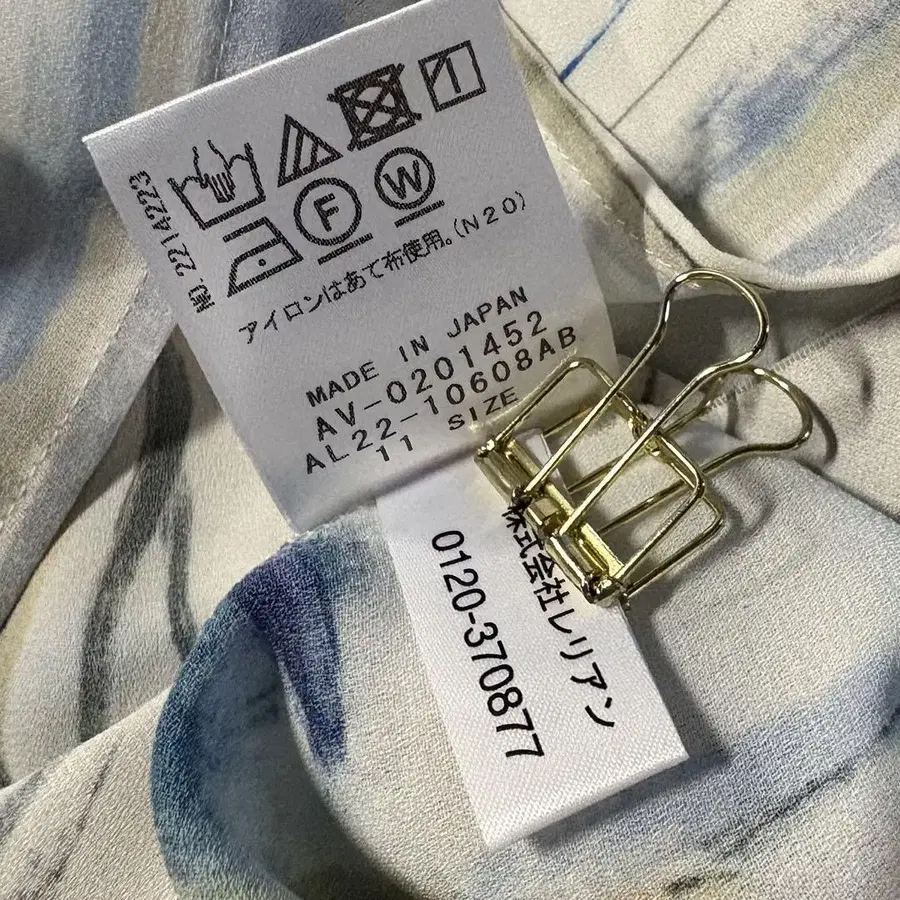 NO.22142223
F W
アイロンはあて布使用。(N20)
MADE IN JAPAN
AV-0201452
AL22-10608AB
11 SIZE
株式会社レリアン
0120-370877